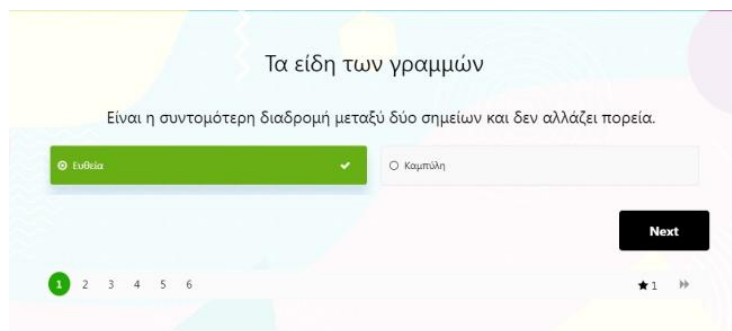 Τα είδη των γραμμών
Είναι η συντομότερη διαδρομή μεταξύ δύο σημείων και δεν αλλάζει πορεία.
Ευθεία
Καμπύλη
Next
1 2 3 4 5 6
1